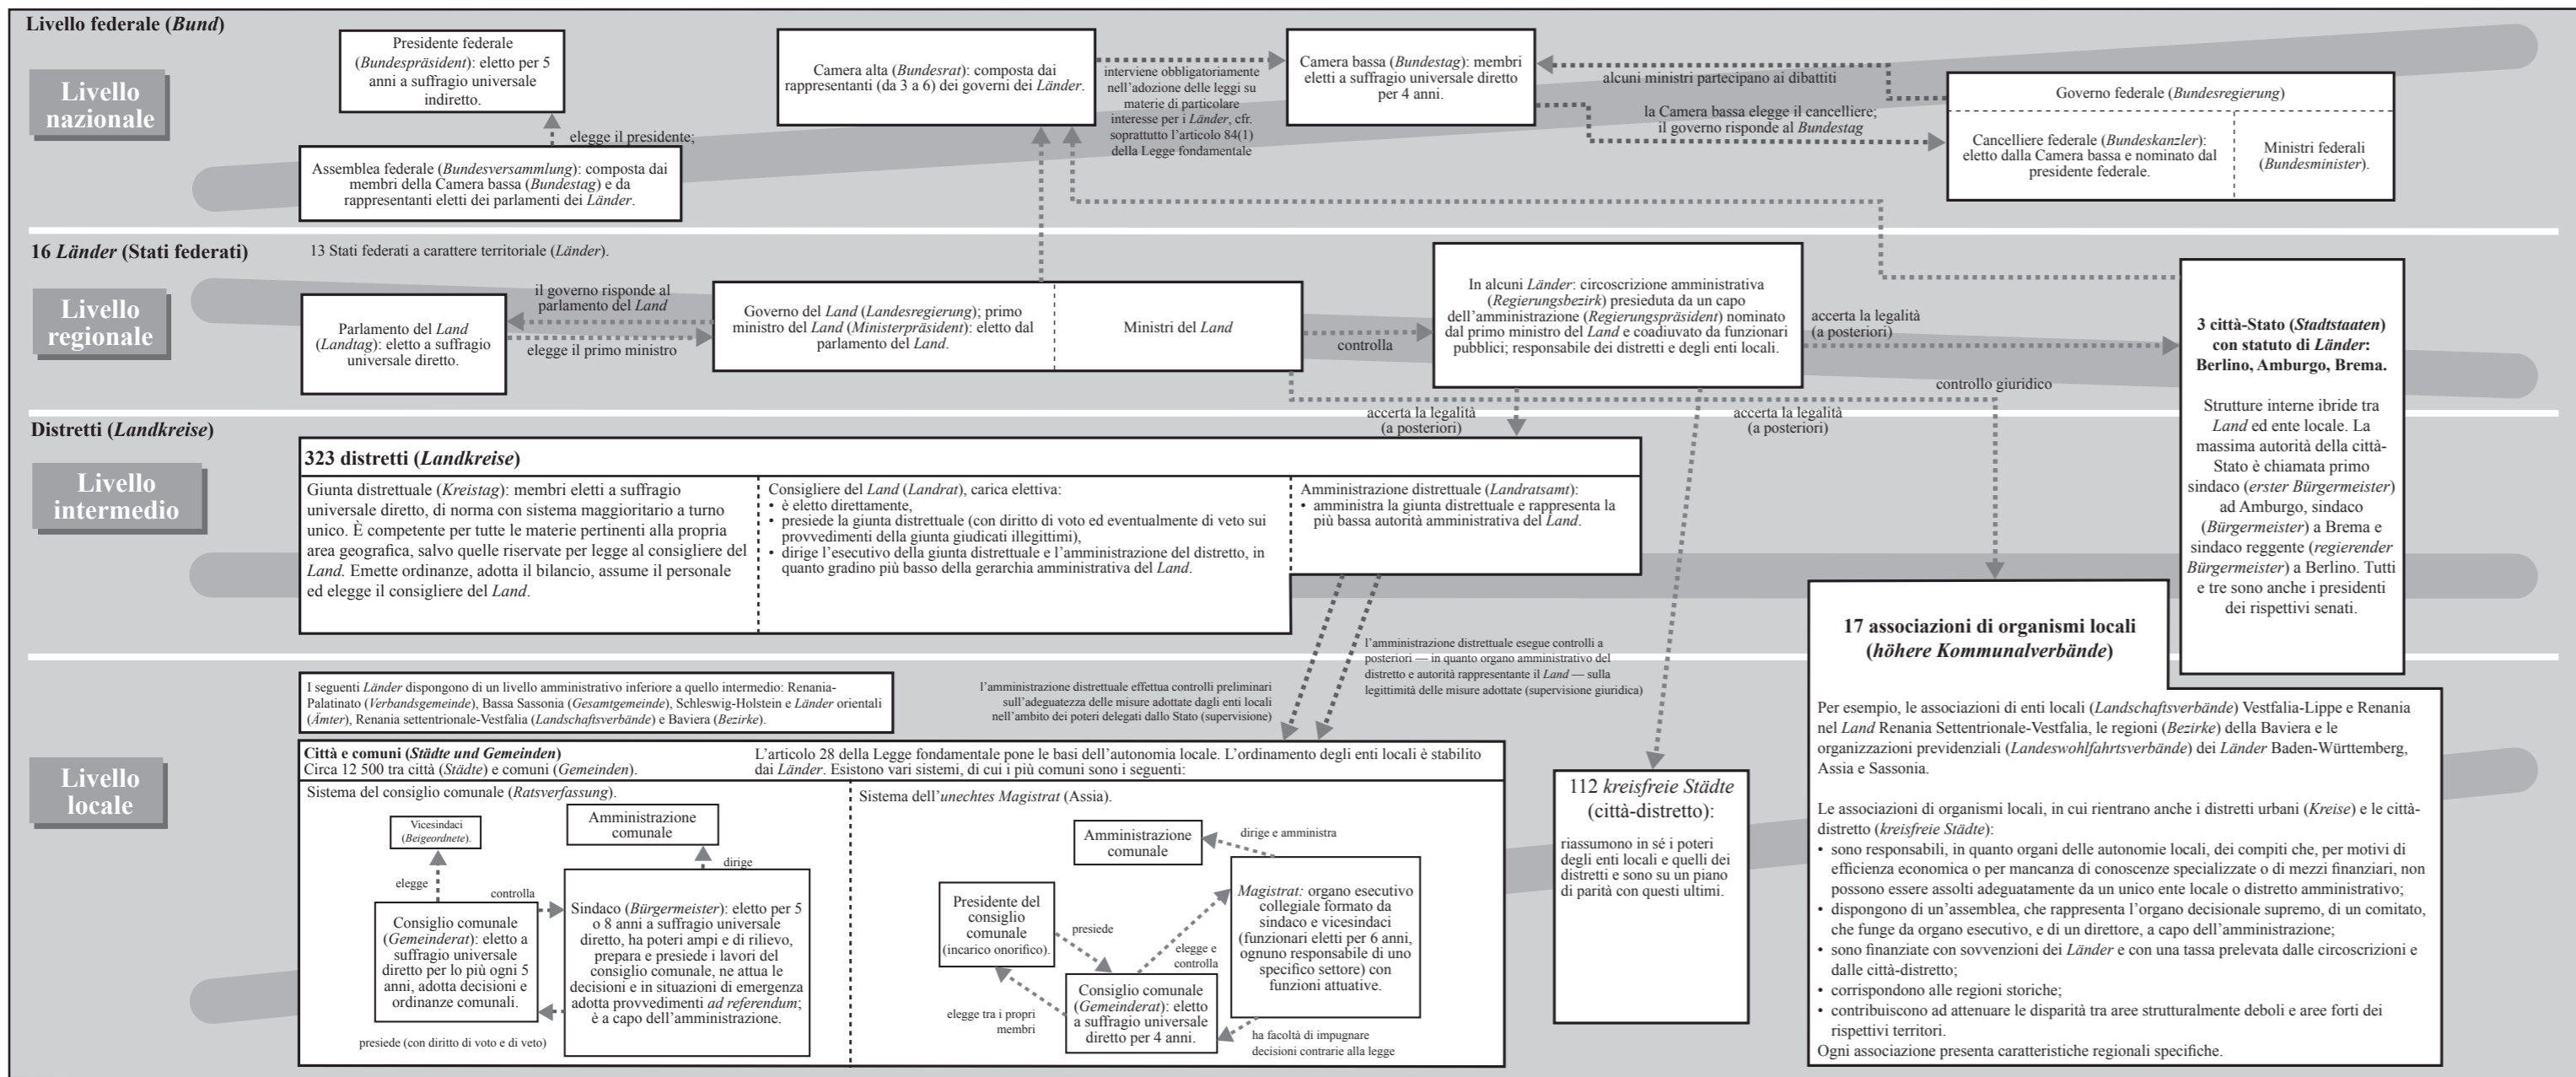 Livello federale (Bund)
Livello
nazionale
Presidente federale
(Bundespräsident): eletto per 5
anni a suffragio universale
indiretto.
elegge il presidente;
Assemblea federale (Bundesversammlung): composta dai
membri della Camera bassa (Bundestag) e da
rappresentanti eletti dei parlamenti dei Länder.
Camera alta (Bundesrat): composta dai
rappresentanti (da 3 a 6) dei governi dei Länder.
interviene obbligatoriamente
nell'adozione delle leggi su
materie di particolare
interesse per i Länder, cfr.
soprattutto l'articolo 84(1)
della Legge fondamentale
Camera bassa (Bundestag): membri
eletti a suffragio universale diretto
per 4 anni.
alcuni ministri partecipano ai dibattiti
la Camera bassa elegge il cancelliere;
il governo risponde al Bundestag
Governo federale (Bundesregierung)
Cancelliere federale (Bundeskanzler):
eletto dalla Camera bassa e nominato dal
presidente federale.
Ministri federali
(Bundesminister).
16 Länder (Stati federati)
13 Stati federati a carattere territoriale (Länder).
Livello
regionale
Parlamento del Land
(Landtag): eletto a suffragio
universale diretto.
il governo risponde al
parlamento del Land
elegge il primo ministro
Governo del Land (Landesregierung); primo
ministro del Land (Ministerpräsident): eletto dal
parlamento del Land.
Ministri del Land
controlla
In alcuni Länder: circoscrizione amministrativa
(Regierungsbezirk) presieduta da un capo
dell'amministrazione (Regierungspräsident) nominato
dal primo ministro del Land e coadiuvato da funzionari
pubblici; responsabile dei distretti e degli enti locali.
accerta la legalità
(a posteriori)
controllo giuridico
accerta la legalità
(a posteriori)
accerta la legalità
(a posteriori)
3 città-Stato (Stadtstaaten)
con statuto di Länder:
Berlino, Amburgo, Brema.
Strutture interne ibride tra
Land ed ente locale. La
massima autorità della città-
Stato è chiamata primo
sindaco (erster Bürgermeister)
ad Amburgo, sindaco
(Bürgermeister) a Brema e
sindaco reggente (regierender
Bürgermeister) a Berlino. Tutti
e tre sono anche i presidenti
dei rispettivi senati.
Distretti (Landkreise)
Livello
intermedio
323 distretti (Landkreise)
Giunta distrettuale (Kreistag): membri eletti a suffragio
universale diretto, di norma con sistema maggioritario a turno
unico. È competente per tutte le materie pertinenti alla propria
area geografica, salvo quelle riservate per legge al consigliere del
Land. Emette ordinanze, adotta il bilancio, assume il personale
ed elegge il consigliere del Land.
Consigliere del Land (Landrat), carica elettiva:
• è eletto direttamente,
• presiede la giunta distrettuale (con diritto di voto ed eventualmente di veto sui
provvedimenti della giunta giudicati illegittimi),
• dirige l'esecutivo della giunta distrettuale e l'amministrazione del distretto, in
quanto gradino più basso della gerarchia amministrativa del Land.
Amministrazione distrettuale (Landratsamt):
• amministra la giunta distrettuale e rappresenta la
più bassa autorità amministrativa del Land.
l'amministrazione distrettuale effettua controlli preliminari
sull'adeguatezza delle misure adottate dagli enti locali
nell'ambito dei poteri delegati dallo Stato (supervisione)
l'amministrazione distrettuale esegue controlli a
posteriori — in quanto organo amministrativo del
distretto e autorità rappresentante il Land — sulla
legittimità delle misure adottate (supervisione giuridica)
I seguenti Länder dispongono di un livello amministrativo inferiore a quello intermedio: Renania-
Palatinato (Verbandsgemeinde), Bassa Sassonia (Gesamtgemeinde), Schleswig-Holstein e Länder orientali
(Ämter), Renania settentrionale-Vestfalia (Landschaftsverbände) e Baviera (Bezirke).
Livello
locale
Città e comuni (Städte und Gemeinden)
Circa 12 500 tra città (Städte) e comuni (Gemeinden).
L'articolo 28 della Legge fondamentale pone le basi dell'autonomia locale. L'ordinamento degli enti locali è stabilito
dai Länder. Esistono vari sistemi, di cui i più comuni sono i seguenti:
Sistema del consiglio comunale (Ratsverfassung).
Vicesindaci
(Beigeordnete).
Amministrazione
comunale
elegge
controlla
dirige
Consiglio comunale
(Gemeinderat): eletto a
suffragio universale
diretto per lo più ogni 5
anni, adotta decisioni e
ordinanze comunali.
Sindaco (Bürgermeister): eletto per 5
o 8 anni a suffragio universale
diretto, ha poteri ampi e di rilievo,
prepara e presiede i lavori del
consiglio comunale, ne attua le
decisioni e in situazioni di emergenza
adotta provvedimenti ad referendum;
è a capo dell'amministrazione.
presiede (con diritto di voto e di veto)
Sistema dell'unechtes Magistrat (Assia).
Amministrazione
comunale
dirige e amministra
Presidente del
consiglio
comunale
(incarico onorifico).
presiede
elegge e
controlla
Magistrat: organo esecutivo
collegiale formato da
sindaco e vicesindaci
(funzionari eletti per 6 anni,
ognuno responsabile di uno
specifico settore) con
funzioni attuative.
elegge tra i propri
membri
Consiglio comunale
(Gemeinderat): eletto
a suffragio universale
diretto per 4 anni.
ha facoltà di impugnare
decisioni contrarie alla legge
112 kreisfreie Städte
(città-distretto):
riassumono in sé i poteri
degli enti locali e quelli dei
distretti e sono su un piano
di parità con questi ultimi.
17 associazioni di organismi locali
(höhere Kommunalverbände)
Per esempio, le associazioni di enti locali (Landschaftsverbände) Vestfalia-Lippe e Renania
nel Land Renania Settentrionale-Vestfalia, le regioni (Bezirke) della Baviera e le
organizzazioni previdenziali (Landeswohlfahrtsverbände) dei Länder Baden-Württemberg,
Assia e Sassonia.
Le associazioni di organismi locali, in cui rientrano anche i distretti urbani (Kreise) e le città-
distretto (kreisfreie Städte):
• sono responsabili, in quanto organi delle autonomie locali, dei compiti che, per motivi di
efficienza economica o per mancanza di conoscenze specializzate o di mezzi finanziari, non
possono essere assolti adeguatamente da un unico ente locale o distretto amministrativo;
• dispongono di un'assemblea, che rappresenta l'organo decisionale supremo, di un comitato,
che funge da organo esecutivo, e di un direttore, a capo dell'amministrazione;
• sono finanziate con sovvenzioni dei Länder e con una tassa prelevata dalle circoscrizioni e
dalle città-distretto;
• corrispondono alle regioni storiche;
• contribuiscono ad attenuare le disparità tra aree strutturalmente deboli e aree forti dei
rispettivi territori.
Ogni associazione presenta caratteristiche regionali specifiche.